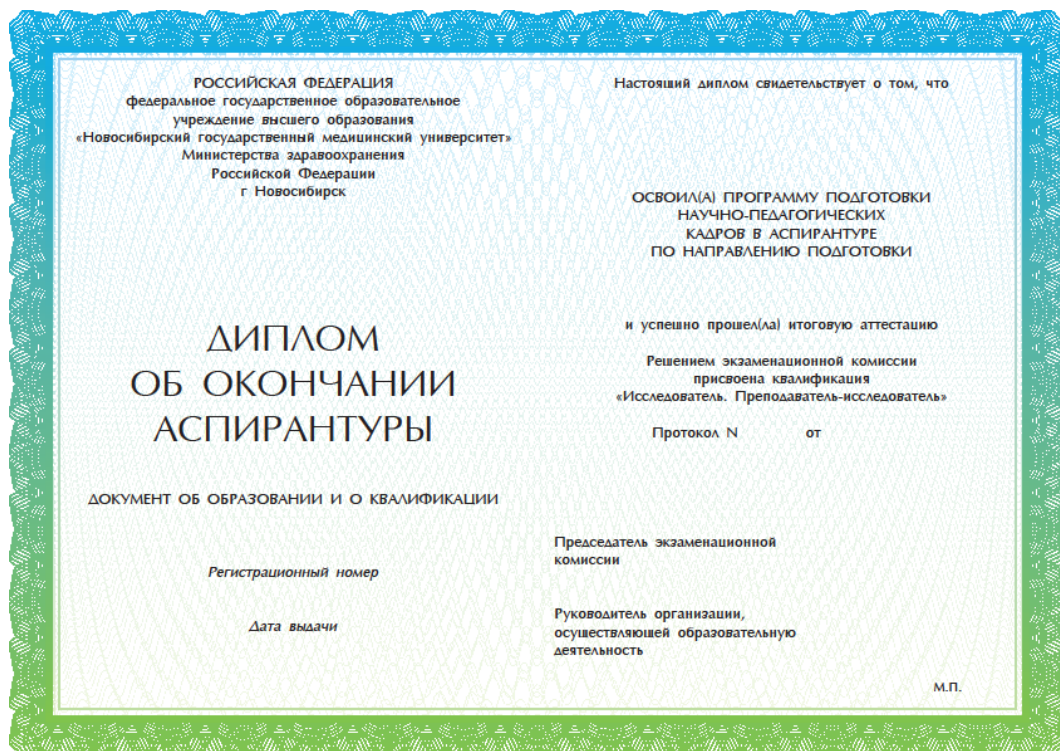 РОССИЙСКАЯ ФЕДЕРАЦИЯ
федеральное государственное образовательное
учреждение высшего образования
«Новосибирский государственный медицинский университет»
Министерства здравоохранения
Российской Федерации
г Новосибирск
ДИПЛОМ
ОБ ОКОНЧАНИИ
АСПИРАНТУРЫ
ДОКУМЕНТ ОБ ОБРАЗОВАНИИ И О КВАЛИФИКАЦИИ
Регистрационный номер
Дата выдачи
Настоящий диплом свидетельствует о том, что
ОСВОИЛ(А) ПРОГРАММУ ПОДГОТОВКИ
НАУЧНО-ПЕДАГОГИЧЕСКИХ
КАДРОВ В АСПИРАНТУРЕ
ПО НАПРАВЛЕНИЮ ПОДГОТОВКИ
и успешно прошел(ла) итоговую аттестацию
Решением экзаменационной комиссии
присвоена квалификация
«Исследователь. Преподаватель-исследователь»
Протокол N от
Председатель экзаменационной
комиссии
Руководитель организации,
осуществляющей образовательную
деятельность
М.П.